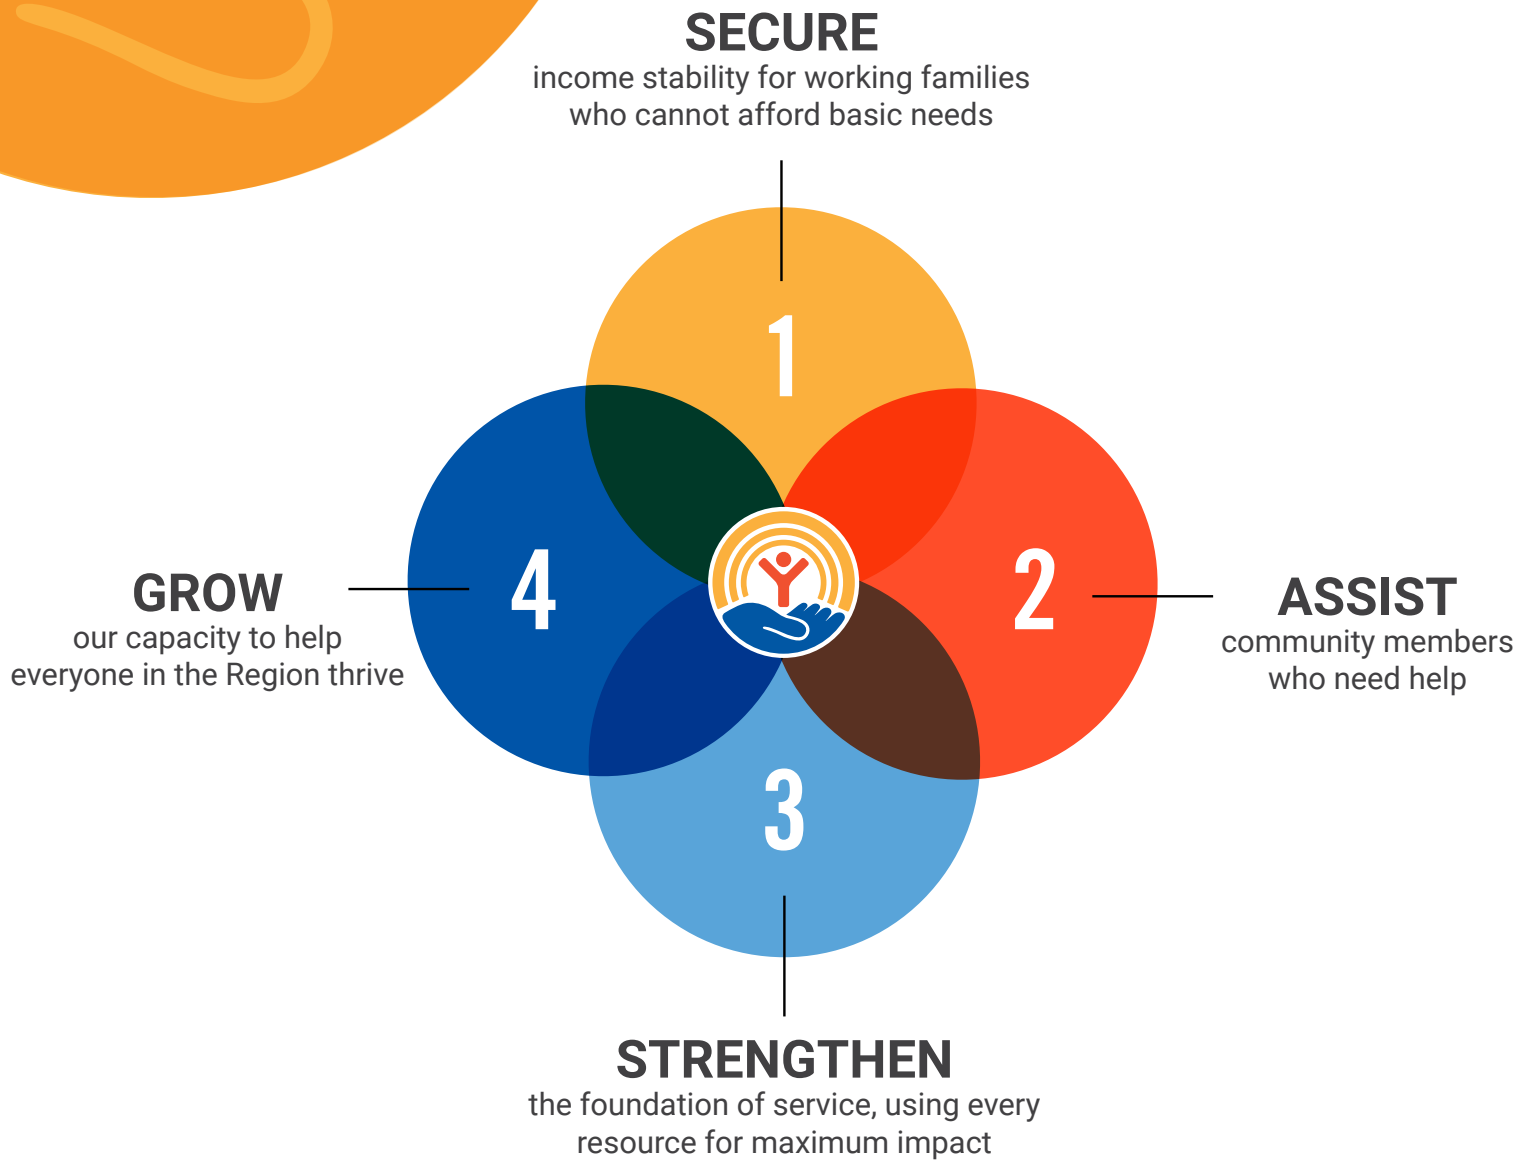 SECURE
income stability for working families
who cannot afford basic needs
1
2
3
4
GROW
our capacity to help
everyone in the Region thrive
ASSIST
community members
who need help
STRENGTHEN
the foundation of service, using every
resource for maximum impact